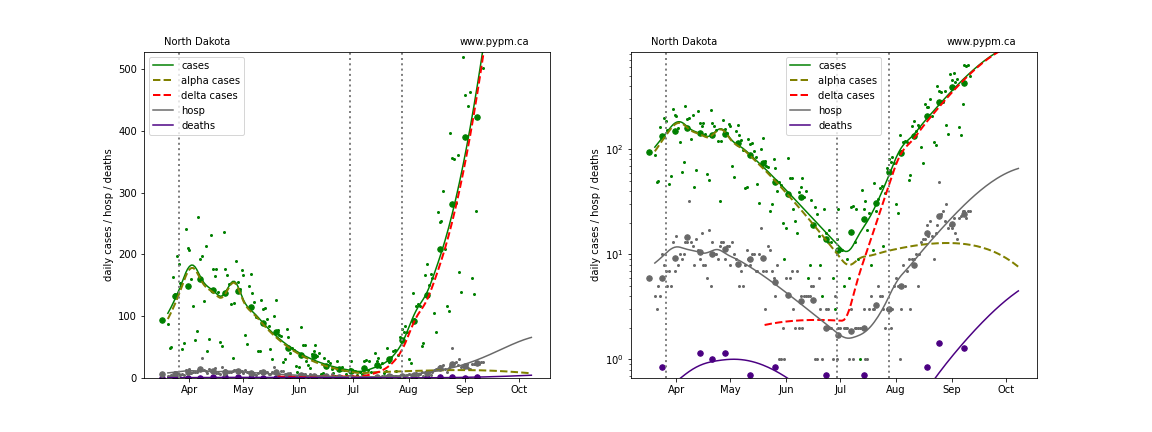 North Dakota
www.pypm.ca
cases
alpha cases
delta cases
hosp
deaths
daily cases / hosp / deaths
500
400
300
200
100
0
Apr
May
Jun
Jul
Aug
Sep
Oct
North Dakota
www.pypm.ca
cases
alpha cases
delta cases
hosp
deaths
daily cases / hosp / deaths
10²
10¹
10⁰
Apr
May
Jun
Jul
Aug
Sep
Oct